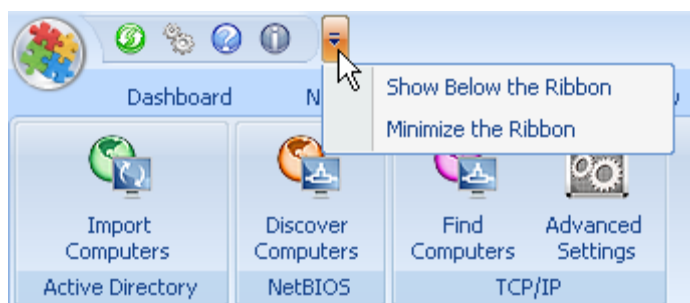 Show Below the Ribbon
Minimize the Ribbon
Dashboard
Import
Computers
Discover
Computers
Find
Computers
Advanced
Settings
Active Directory
NetBIOS
TCP/IP